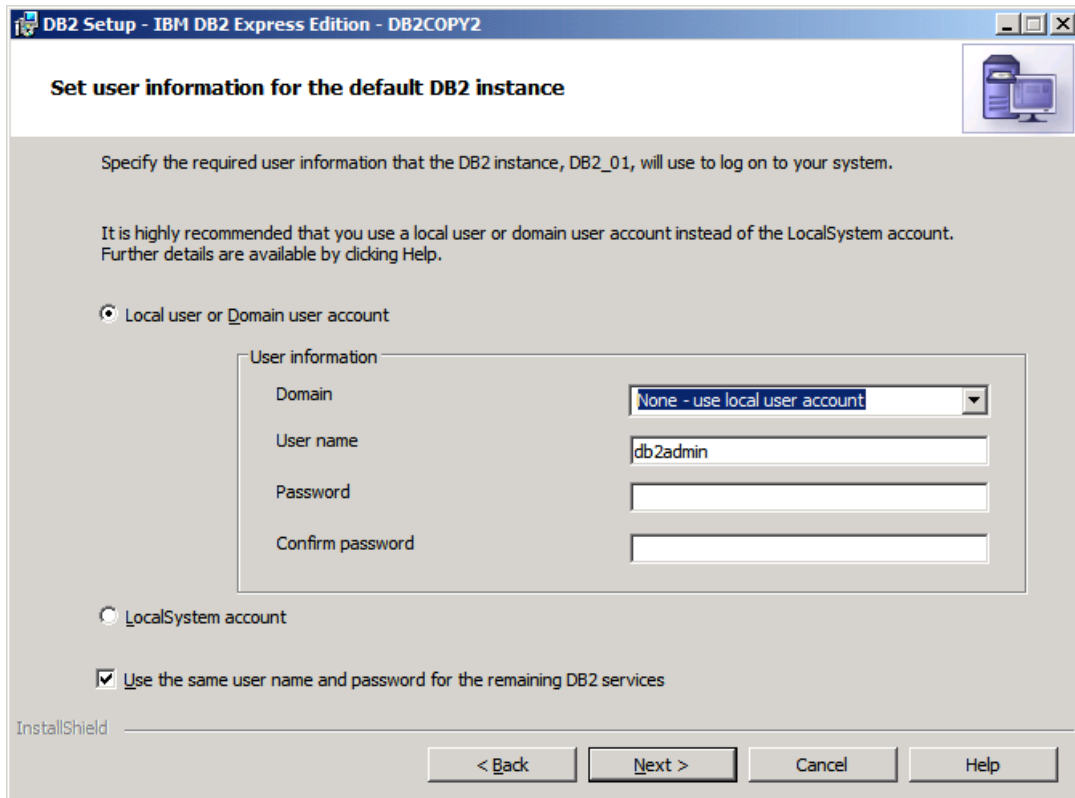 DB2 Setup - IBM DB2 Express Edition - DB2COPY2
Set user information for the default DB2 instance
Specify the required user information that the DB2 instance, DB2_01, will use to log on to your system.
It is highly recommended that you use a local user or domain user account instead of the LocalSystem account.
Further details are available by clicking Help.
Local user or Domain user account
User information
Domain
None - use local user account
User name
db2admin
Password
Confirm password
LocalSystem account
Use the same user name and password for the remaining DB2 services
InstallShield
< Back
Next >
Cancel
Help